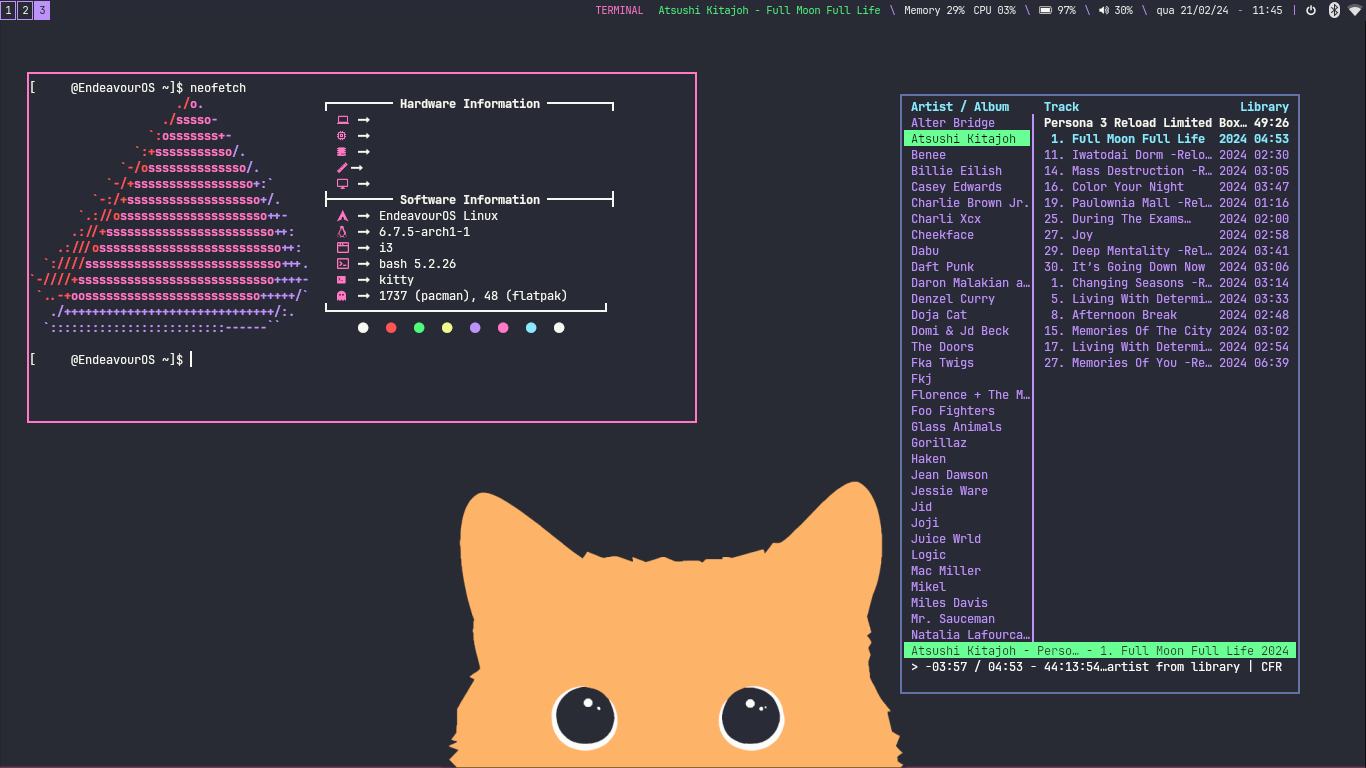 1 2 3
TERMINAL Atsushi Kitajoh - Full Moon Full Life \ Memory 29% CPU 03% \ 97% \ 30% \ qua 21/02/24 - 11:45 |
[ @EndeavourOS ~]$ neofetch
./o.
./sssso-
`:osssssss+-
`:+sssssssssso/.
`-/ossssssssssssso/.
`-/+sssssssssssssssso+:`
`-:/+sssssssssssssssssso+/.
`.://osssssssssssssssssssso++-
.://+ssssssssssssssssssssssso++:
.:///ossssssssssssssssssssssssso++:
`:////ssssssssssssssssssssssssssso+++.
`-////+ssssssssssssssssssssssssssso++++-
`..-+oosssssssssssssssssssssssso+++++/`
./++++++++++++++++++++++++++++++/:.
`:::::::::::::::::::::::::------``
Hardware Information
Software Information
EndeavourOS Linux
6.7.5-arch1-1
i3
bash 5.2.26
kitty
1737 (pacman), 48 (flatpak)
[ @EndeavourOS ~]$
Artist / Album
Alter Bridge
Atsushi Kitajoh
Benee
Billie Eilish
Casey Edwards
Charlie Brown Jr.
Charli Xcx
Cheekface
Dabu
Daft Punk
Daron Malakian a…
Denzel Curry
Doja Cat
Domi & Jd Beck
The Doors
Fka Twigs
Fkj
Florence + The M…
Foo Fighters
Glass Animals
Gorillaz
Haken
Jean Dawson
Jessie Ware
Jid
Joji
Juice Wrld
Logic
Mac Miller
Mikel
Miles Davis
Mr. Sauceman
Natalia Lafourca…
Track Library
Persona 3 Reload Limited Box… 49:26
1. Full Moon Full Life 2024 04:53
11. Iwatodai Dorm -Relo… 2024 02:30
14. Mass Destruction -R… 2024 03:05
16. Color Your Night 2024 03:47
19. Paulownia Mall -Rel… 2024 01:16
25. During The Exams… 2024 02:00
27. Joy 2024 02:58
29. Deep Mentality -Rel… 2024 03:41
30. It's Going Down Now 2024 03:06
1. Changing Seasons -R… 2024 03:14
5. Living With Determi… 2024 03:33
8. Afternoon Break 2024 02:48
15. Memories Of The City 2024 03:02
17. Living With Determi… 2024 02:54
27. Memories Of You -Re… 2024 06:39
Atsushi Kitajoh - Perso… - 1. Full Moon Full Life 2024
> -03:57 / 04:53 - 44:13:54…artist from library | CFR